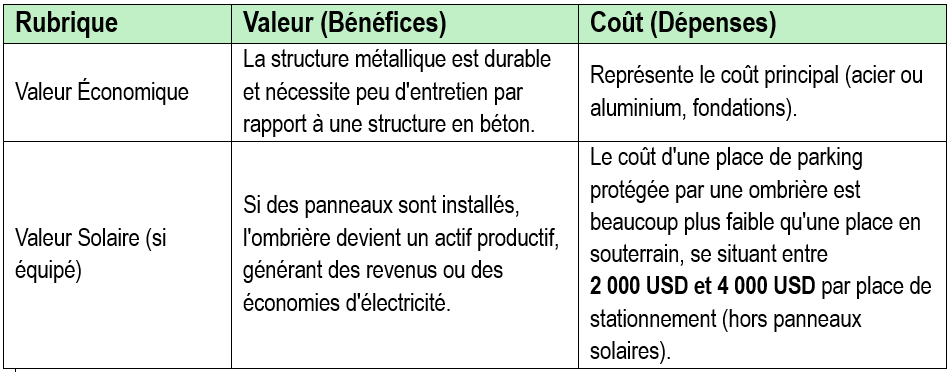 Rubrique
Valeur (Bénéfices)
Coût (Dépenses)
Valeur Économique
La structure métallique est durable
et nécessite peu d'entretien par
rapport à une structure en béton.
Représente le coût principal (acier ou
aluminium, fondations).
Valeur Solaire (si
équipé)
Si des panneaux sont installés,
l'ombrière devient un actif productif,
générant des revenus ou des
économies d'électricité.
Le coût d'une place de parking
protégée par une ombrière est
beaucoup plus faible qu'une place en
souterrain, se situant entre
2 000 USD et 4 000 USD par place de
stationnement (hors panneaux
solaires).